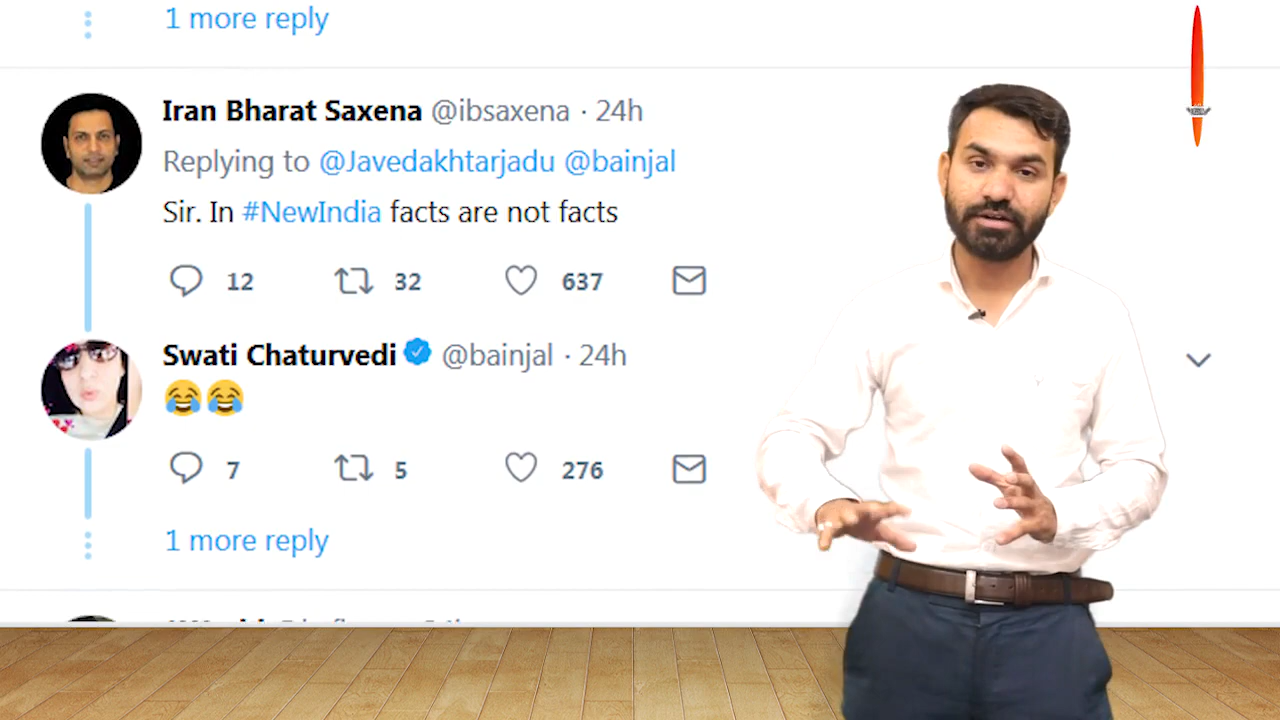 1 more reply
Iran Bharat Saxena @ibsaxena · 24h
Replying to @Javedakhtarjadu @bainjal
Sir. In #NewIndia facts are not facts
12 32 637
Swati Chaturvedi @bainjal · 24h
😂😂
7 5 276
1 more reply